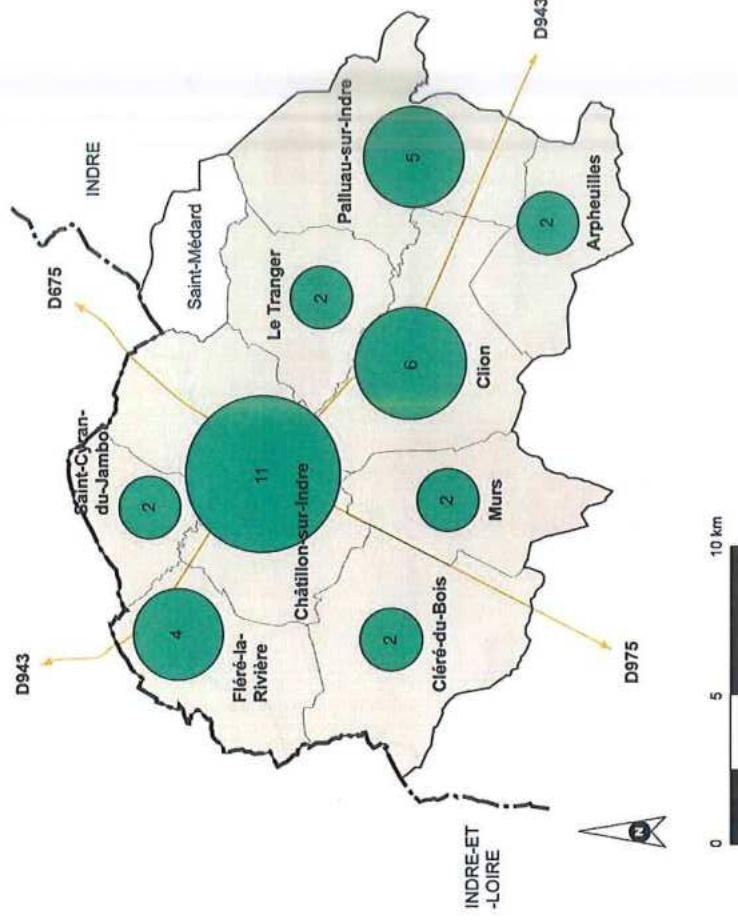 D943
D675
INDRE
Saint-Médard
Saint-Cyran-
du-Jambot
2
4
Fléré-la-
Rivière
11
Châtillon-sur-Indre
Le Tranger
2
Palluau-sur-Indre
5
6
Clion
2
Cléré-du-Bois
2
Murs
2
Arpheuilles
D943
D975
INDRE-ET
-LOIRE
N
0
5
10 km